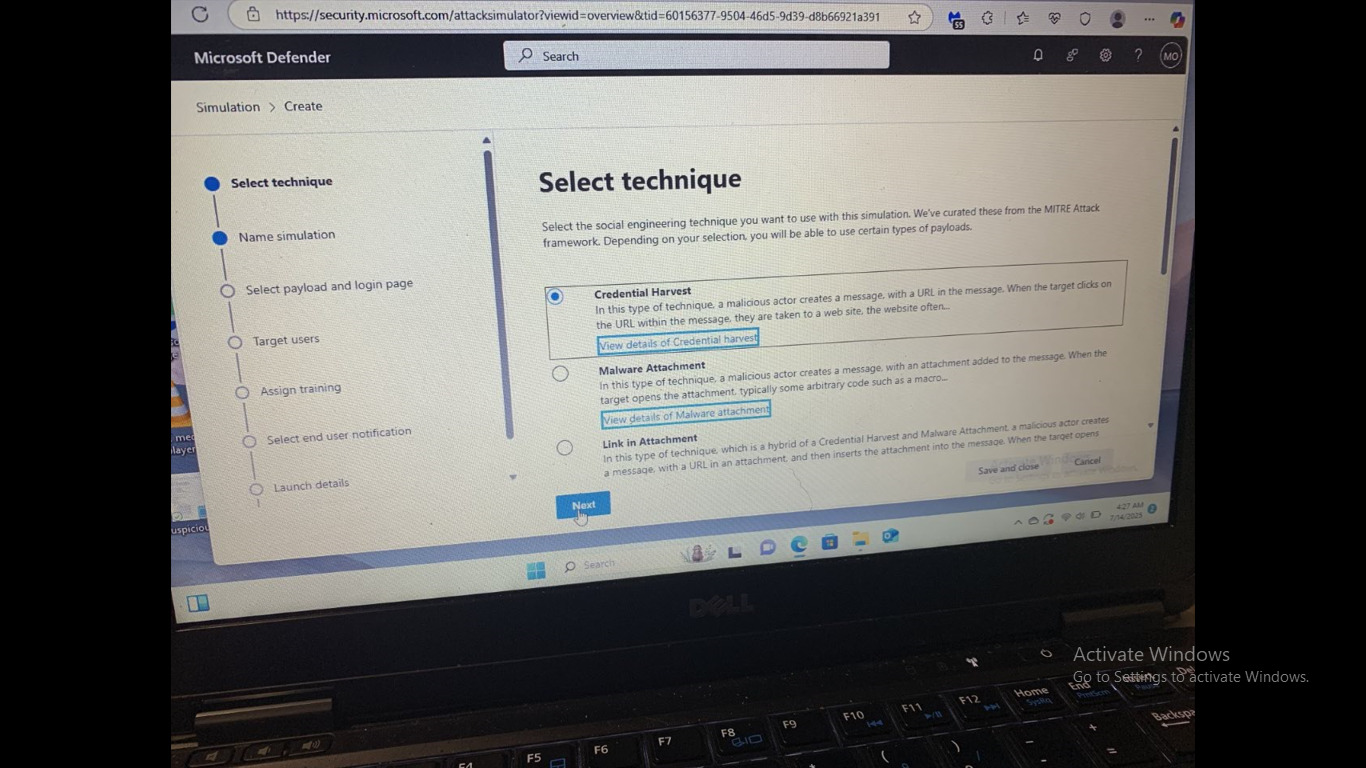 https://security.microsoft.com/attacksimulator?viewid=overview&tid=60156377-9504-46d5-9d39-d8b66921a391
55
Microsoft Defender
Search
?
MO
Simulation > Create
Select technique
Name simulation
Select payload and login page
Target users
Assign training
Select end user notification
Launch details
Select technique
Select the social engineering technique you want to use with this simulation. We've curated these from the MITRE Attack
framework. Depending on your selection, you will be able to use certain types of payloads.
Credential Harvest
In this type of technique, a malicious actor creates a message, with a URL in the message. When the target clicks on
the URL within the message, they are taken to a web site, the website often...
View details of Credential harvest
Malware Attachment
In this type of technique, a malicious actor creates a message, with an attachment added to the message. When the
target opens the attachment, typically some arbitrary code such as a macro...
View details of Malware attachment
Link in Attachment
In this type of technique, which is a hybrid of a Credential Harvest and Malware Attachment, a malicious actor creates
a message, with a URL in an attachment, and then inserts the attachment into the message. When the target opens
Next
Save and close
Cancel
Search
4:27 AM
7/14/2025
DELL
Activate Windows
Go to Settings to activate Windows.
F4
F5
F6
F7
F8
F9
F10
F11
F12
Home
SysRq
End
PrntScrn
Backspa